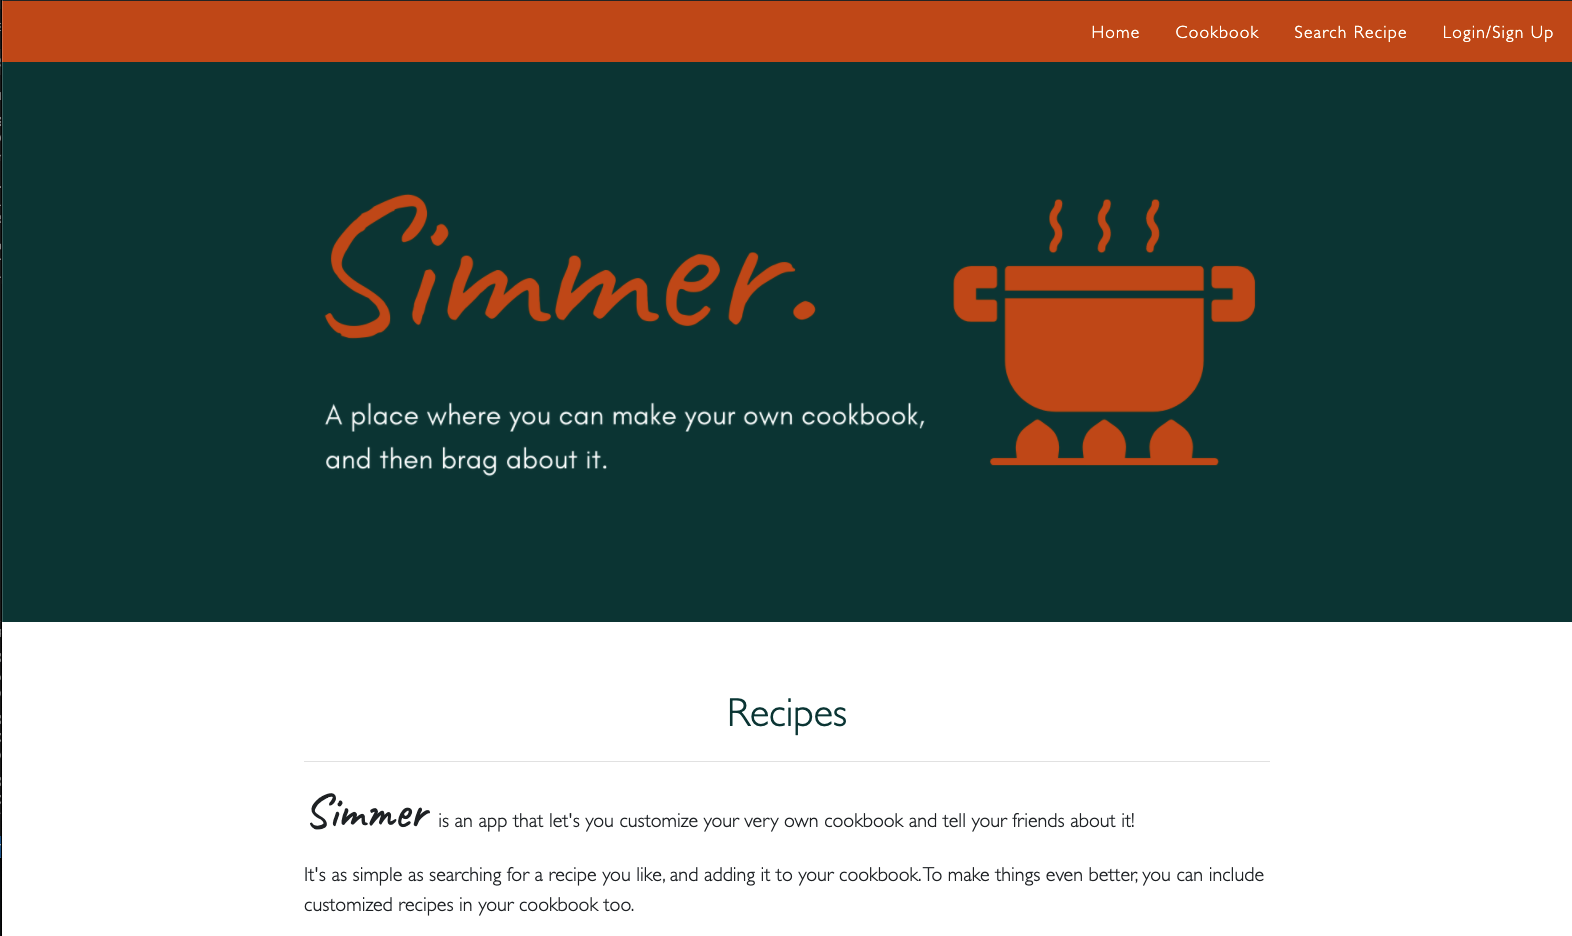 Home Cookbook Search Recipe Login/Sign Up
Simmer.
A place where you can make your own cookbook,
and then brag about it.
Recipes
Simmer is an app that let's you customize your very own cookbook and tell your friends about it!
It's as simple as searching for a recipe you like, and adding it to your cookbook. To make things even better, you can include
customized recipes in your cookbook too.